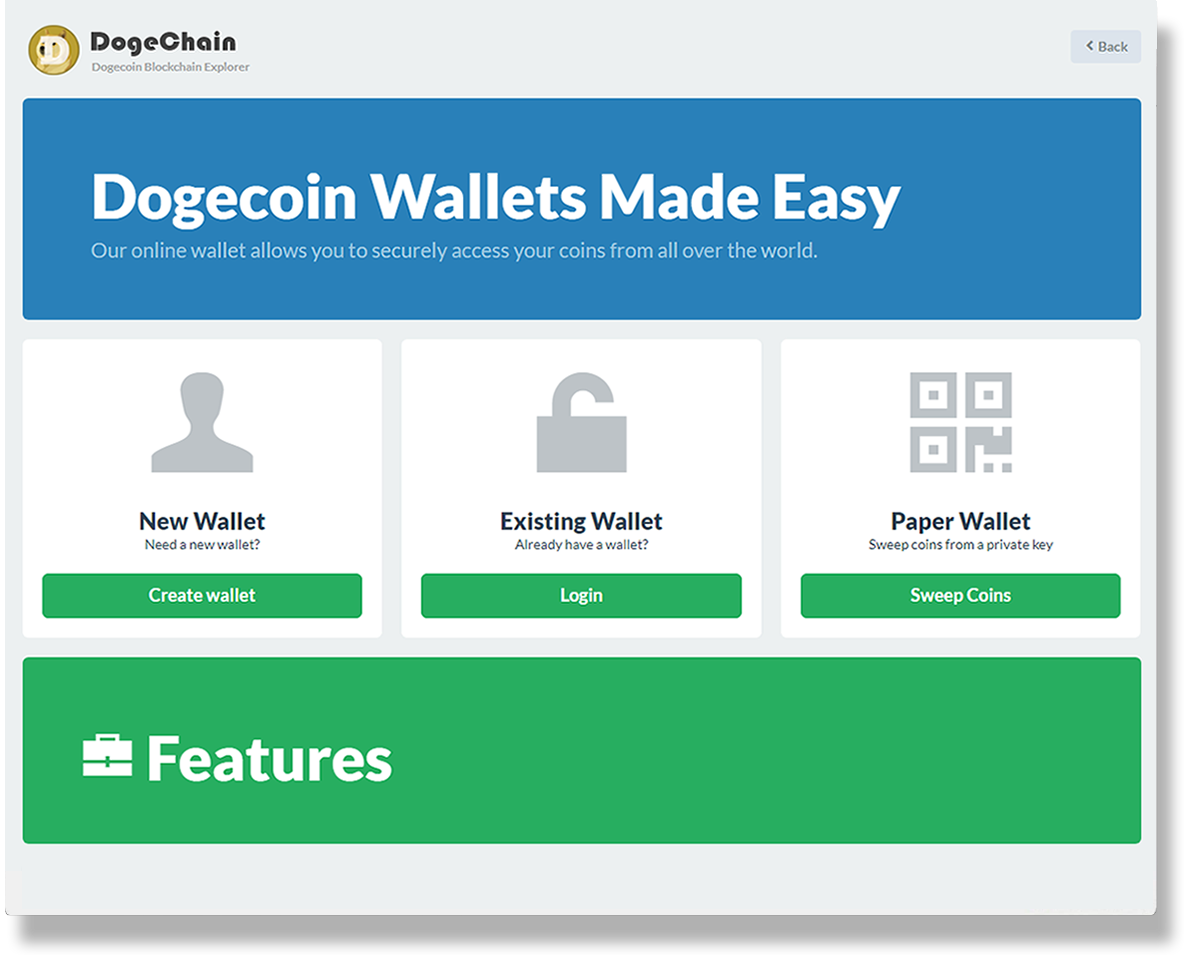 DogeChain
Dogecoin Blockchain Explorer
Back
Dogecoin Wallets Made Easy
Our online wallet allows you to securely access your coins from all over the world.
New Wallet
Need a new wallet?
Create wallet
Existing Wallet
Already have a wallet?
Login
Paper Wallet
Sweep coins from a private key
Sweep Coins
Features